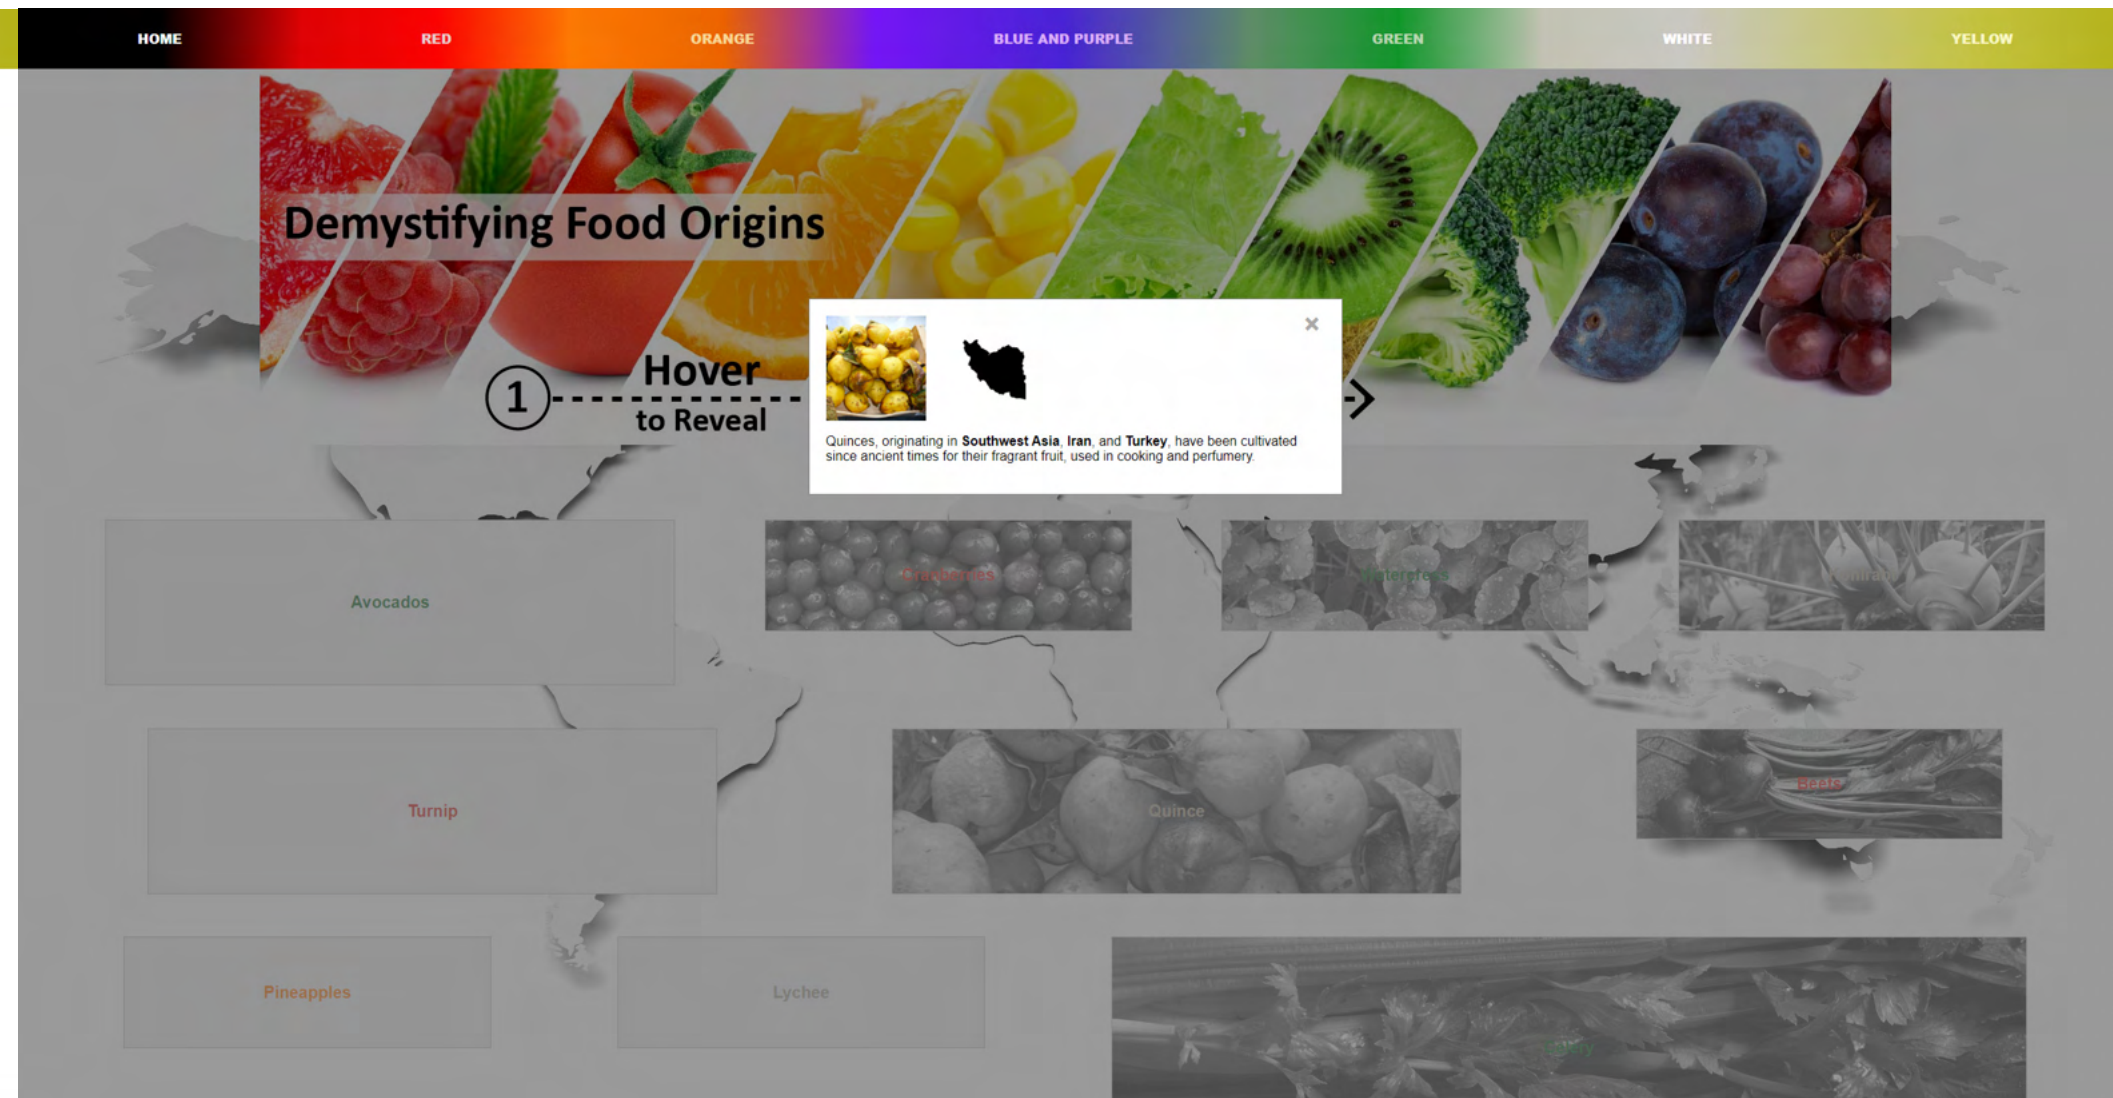 HOME RED ORANGE BLUE AND PURPLE GREEN WHITE YELLOW
Demystifying Food Origins
1 Hover
to Reveal
×
Quinces, originating in Southwest Asia, Iran, and Turkey, have been cultivated
since ancient times for their fragrant fruit, used in cooking and perfumery.
Avocados
Cranberries
Watercress
Turnip
Quince
Beets
Pineapples
Lychee
Celery